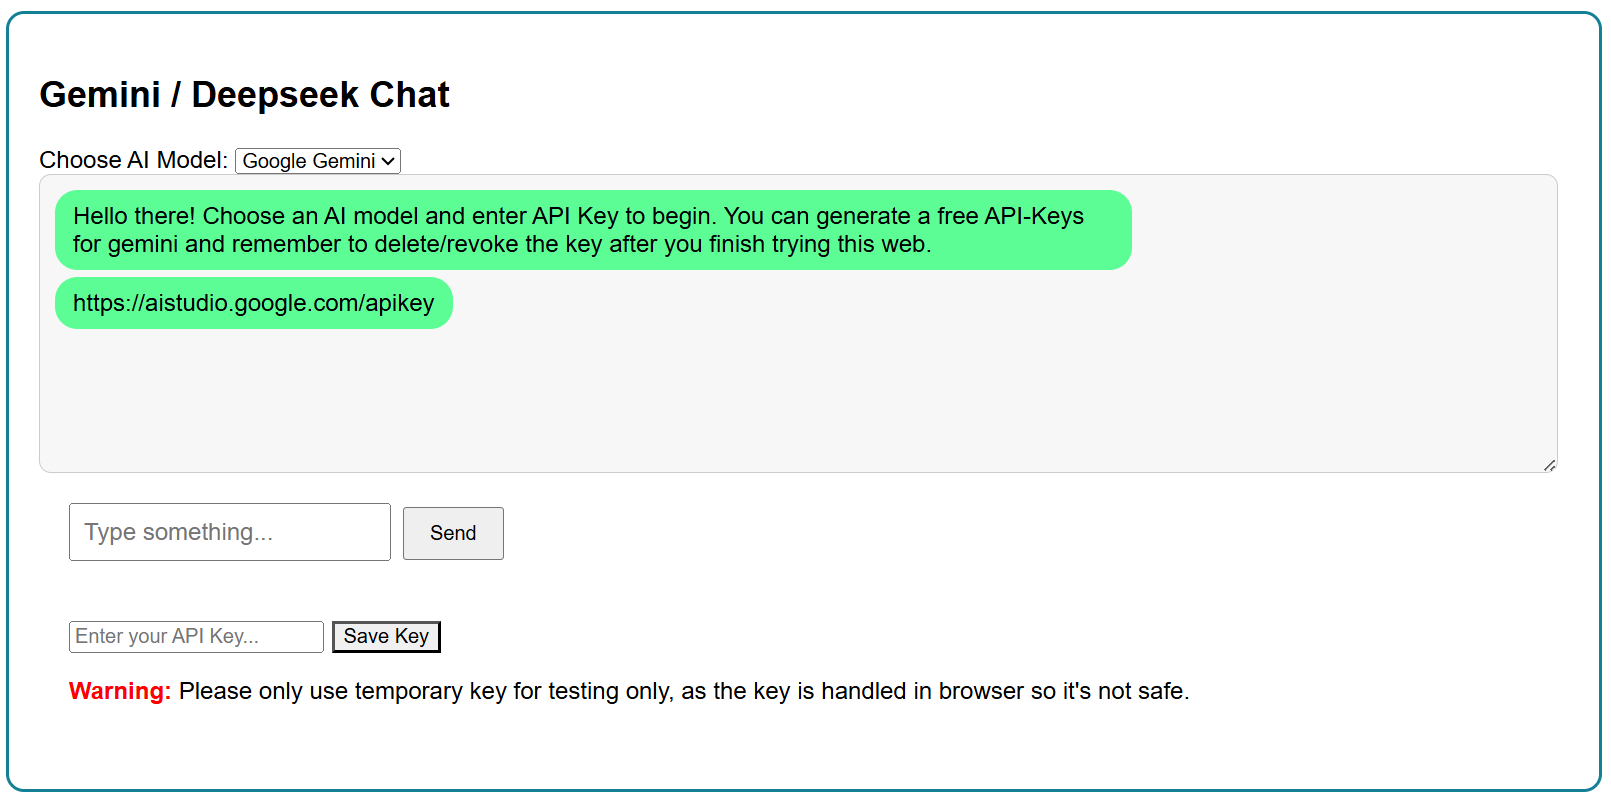 Gemini / Deepseek Chat
Choose AI Model: Google Gemini
Hello there! Choose an AI model and enter API Key to begin. You can generate a free API-Keys
for gemini and remember to delete/revoke the key after you finish trying this web.
https://aistudio.google.com/apikey
Type something...
Send
Enter your API Key...
Save Key
Warning: Please only use temporary key for testing only, as the key is handled in browser so it's not safe.